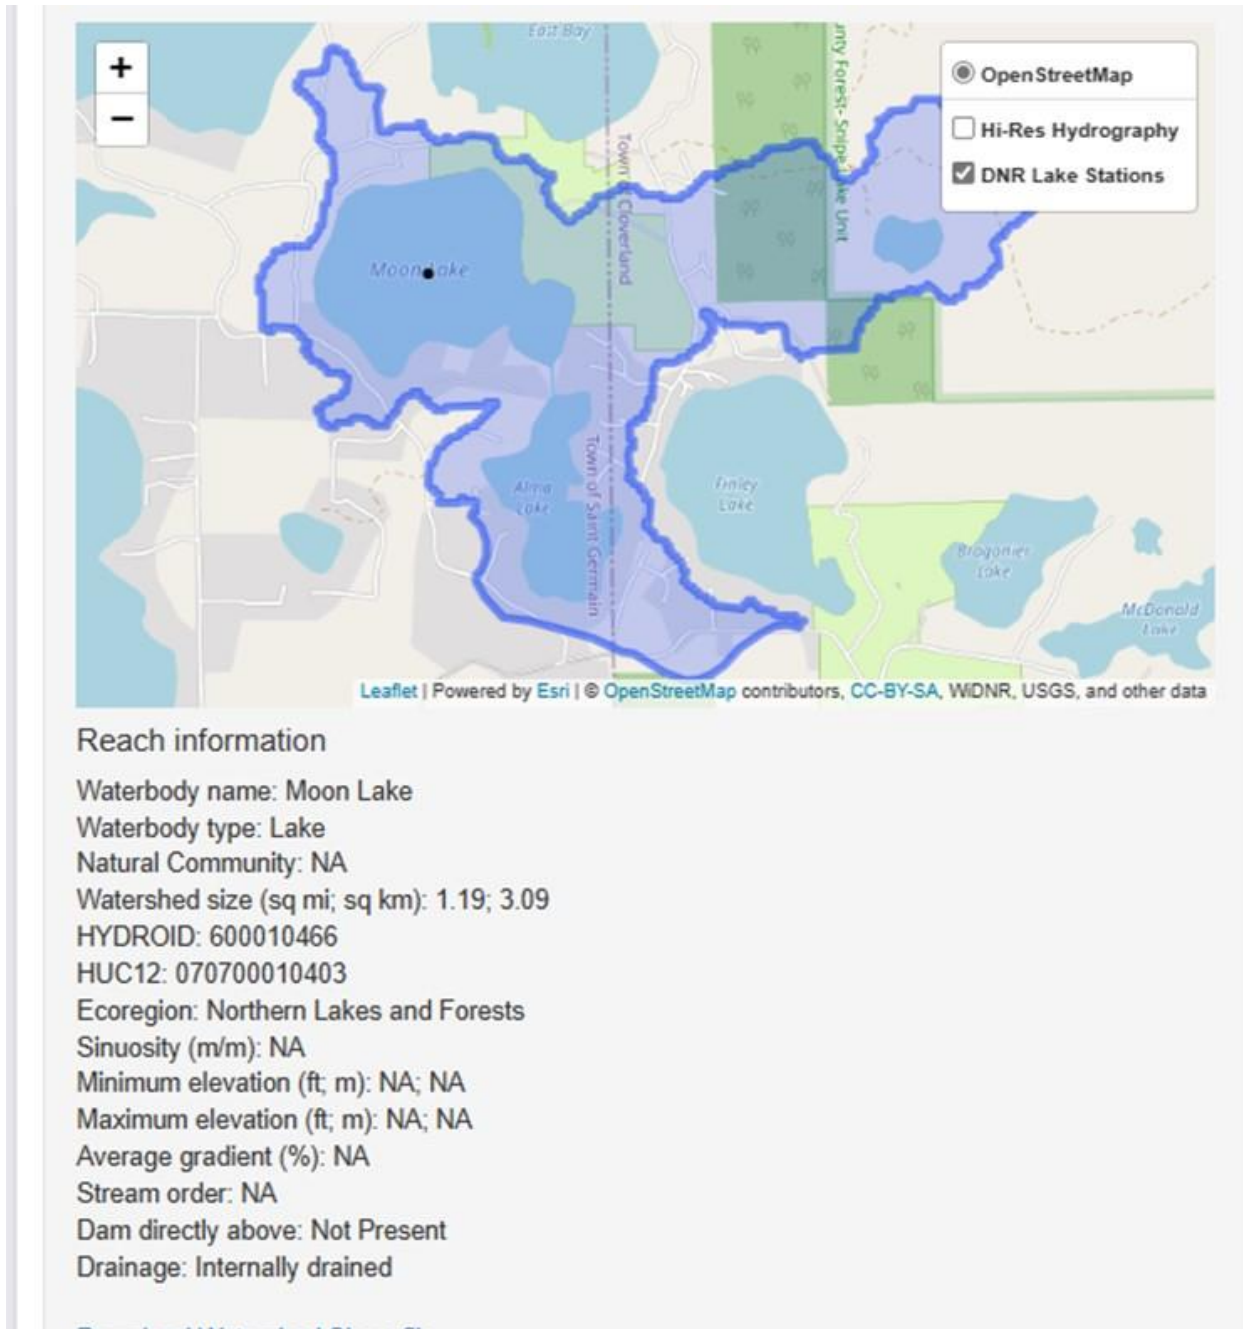 +
−
East Bay
unty Forest- Snipe Lake Unit
OpenStreetMap
Hi-Res Hydrography
DNR Lake Stations
Town of Cloverland
Moon Lake
Town of Saint Germain
Alma
Lake
Finley
Lake
Brogonier
Lake
McDonald
Lake
Leaflet | Powered by Esri | © OpenStreetMap contributors, CC-BY-SA, WiDNR, USGS, and other data
Reach information
Waterbody name: Moon Lake
Waterbody type: Lake
Natural Community: NA
Watershed size (sq mi; sq km): 1.19; 3.09
HYDROID: 600010466
HUC12: 070700010403
Ecoregion: Northern Lakes and Forests
Sinuosity (m/m): NA
Minimum elevation (ft; m): NA; NA
Maximum elevation (ft; m): NA; NA
Average gradient (%): NA
Stream order: NA
Dam directly above: Not Present
Drainage: Internally drained